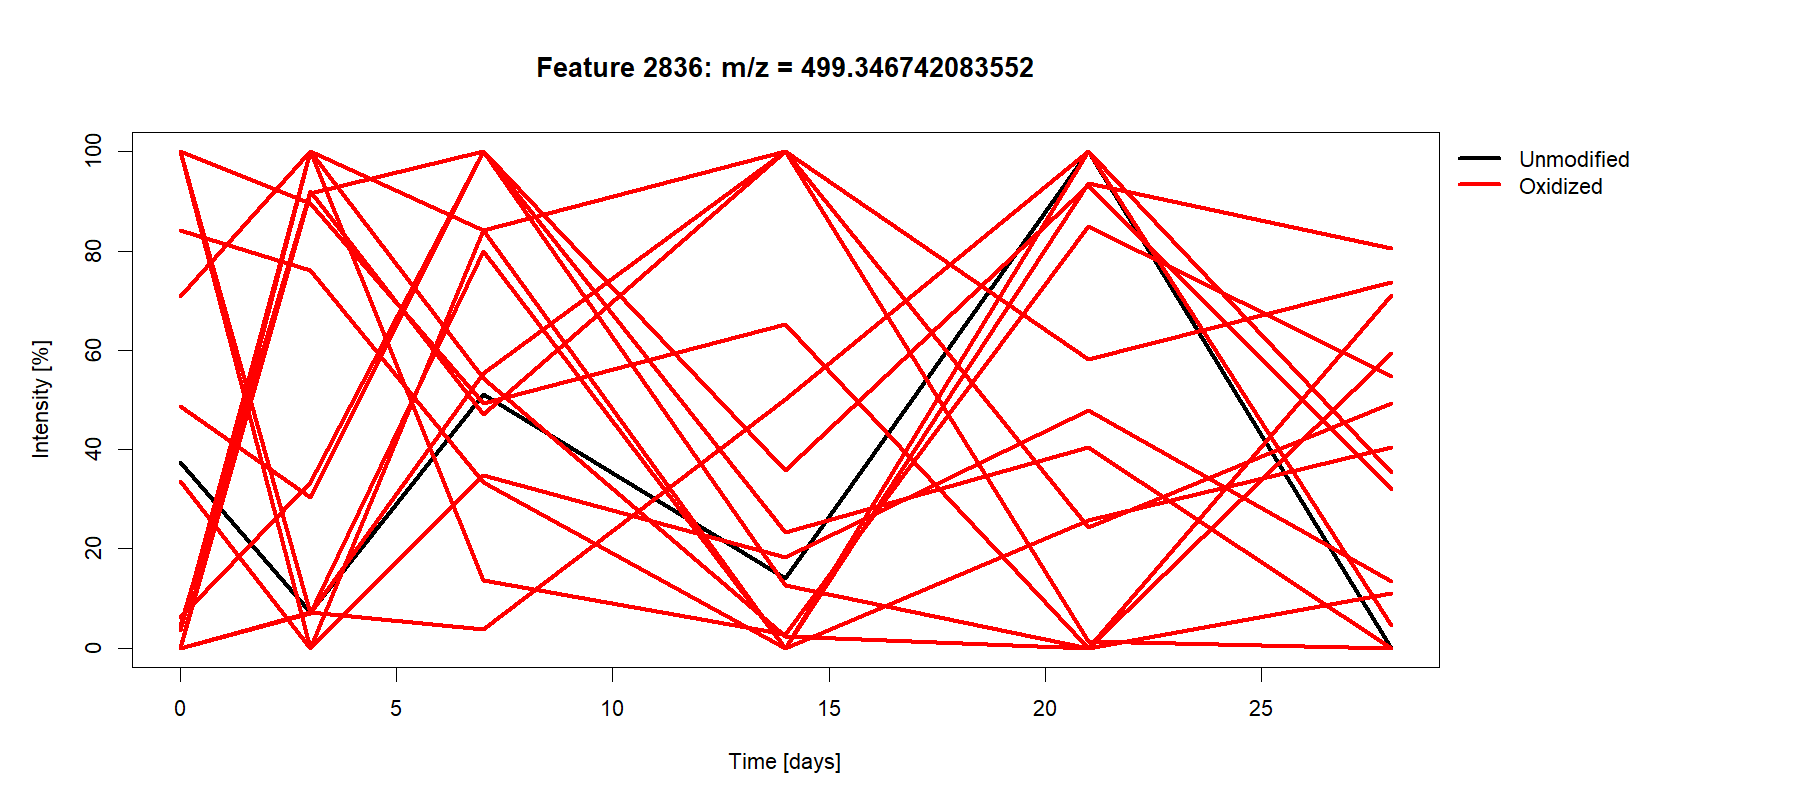 Feature 2836: m/z = 499.346742083552
Unmodified
Oxidized
Intensity [%]
100
80
60
40
20
0
0 5 10 15 20 25
Time [days]